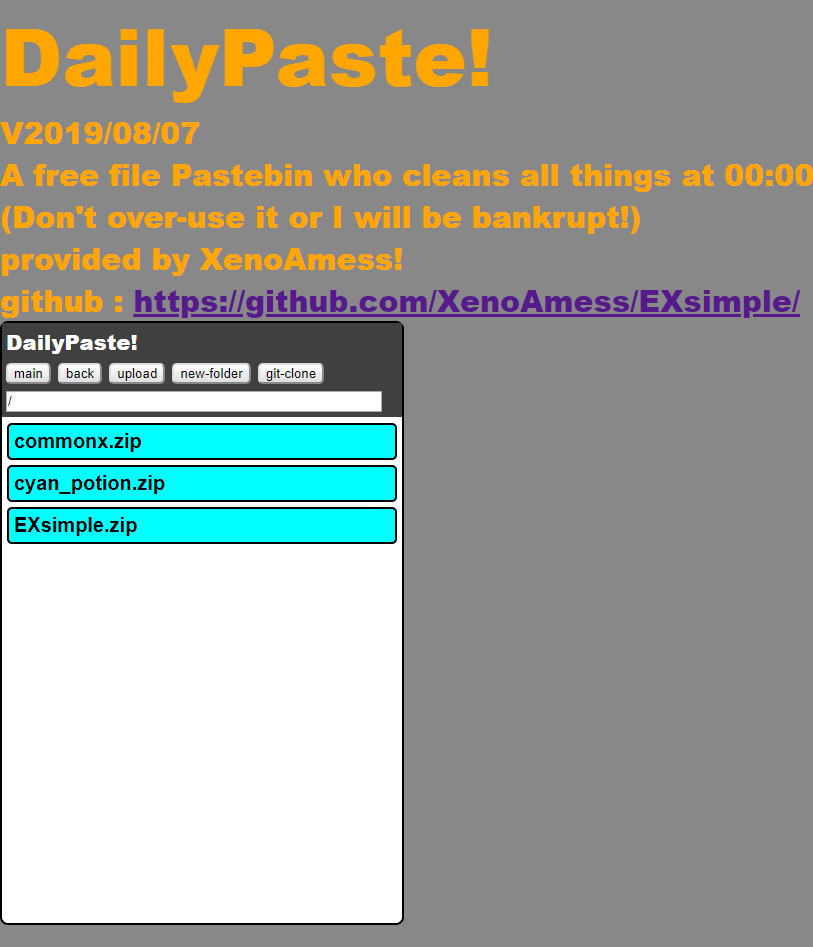 DailyPaste!
V2019/08/07
A free file Pastebin who cleans all things at 00:00
(Don't over-use it or I will be bankrupt!)
provided by XenoAmess!
github : https://github.com/XenoAmess/EXsimple/
DailyPaste!
main back upload new-folder git-clone
/
commonx.zip
cyan_potion.zip
EXsimple.zip